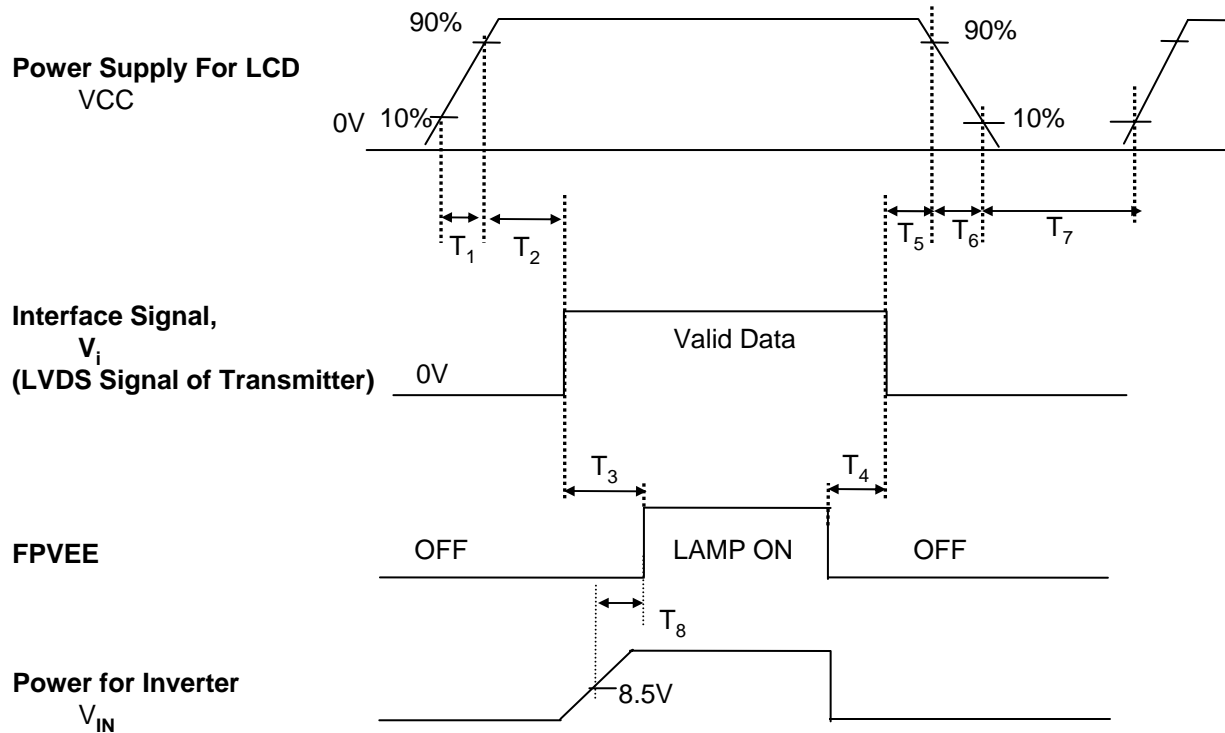 90%
90%
Power Supply For LCD
VCC
0V
10%
10%
T1
T2
T5
T6
T7
Interface Signal,
Vi
(LVDS Signal of Transmitter)
Valid Data
0V
T3
T4
FPVEE
OFF
LAMP ON
OFF
T8
Power for Inverter
VIN
8.5V